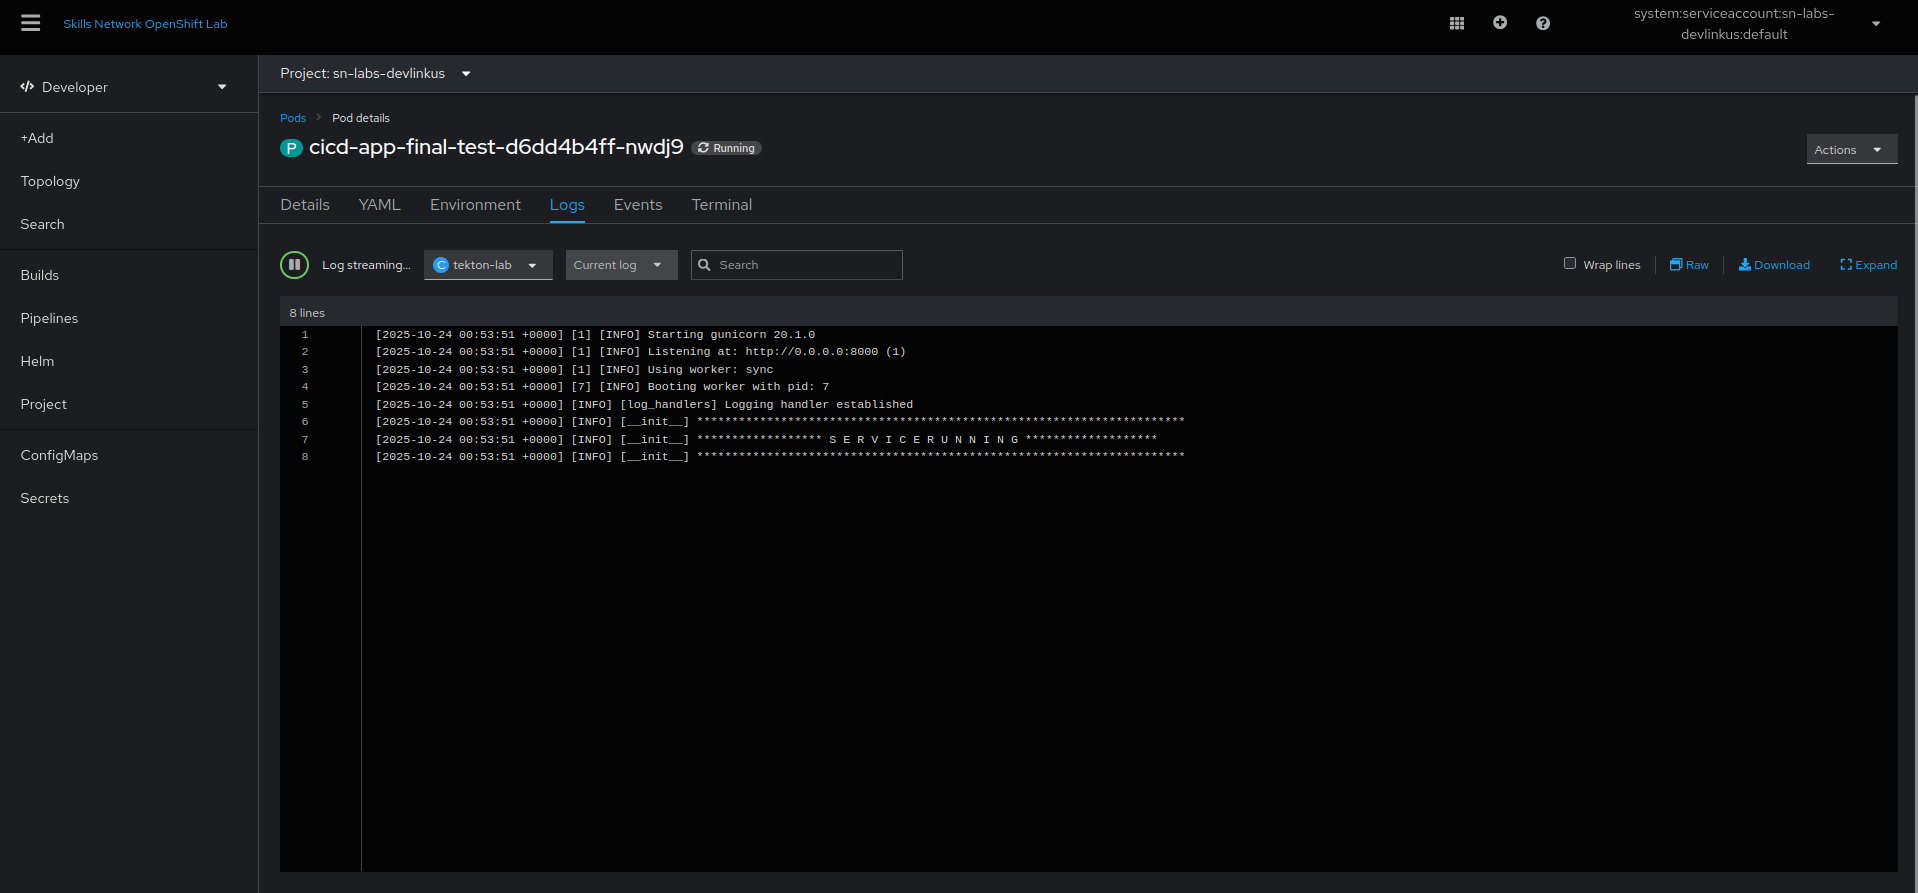 Skills Network OpenShift Lab
system:serviceaccount:sn-labs-
devlinkus:default
Developer
+Add
Topology
Search
Builds
Pipelines
Helm
Project
ConfigMaps
Secrets
Project: sn-labs-devlinkus
Pods Pod details
P cicd-app-final-test-d6dd4b4ff-nwdj9 Running
Actions
Details YAML Environment Logs Events Terminal
Log streaming... C tekton-lab Current log Search Wrap lines Raw Download Expand
8 lines
1 [2025-10-24 00:53:51 +0000] [1] [INFO] Starting gunicorn 20.1.0
2 [2025-10-24 00:53:51 +0000] [1] [INFO] Listening at: http://0.0.0.0:8000 (1)
3 [2025-10-24 00:53:51 +0000] [1] [INFO] Using worker: sync
4 [2025-10-24 00:53:51 +0000] [7] [INFO] Booting worker with pid: 7
5 [2025-10-24 00:53:51 +0000] [INFO] [log_handlers] Logging handler established
6 [2025-10-24 00:53:51 +0000] [INFO] [__init__] **********************************************************************
7 [2025-10-24 00:53:51 +0000] [INFO] [__init__] ****************** S E R V I C E R U N N I N G *******************
8 [2025-10-24 00:53:51 +0000] [INFO] [__init__] **********************************************************************